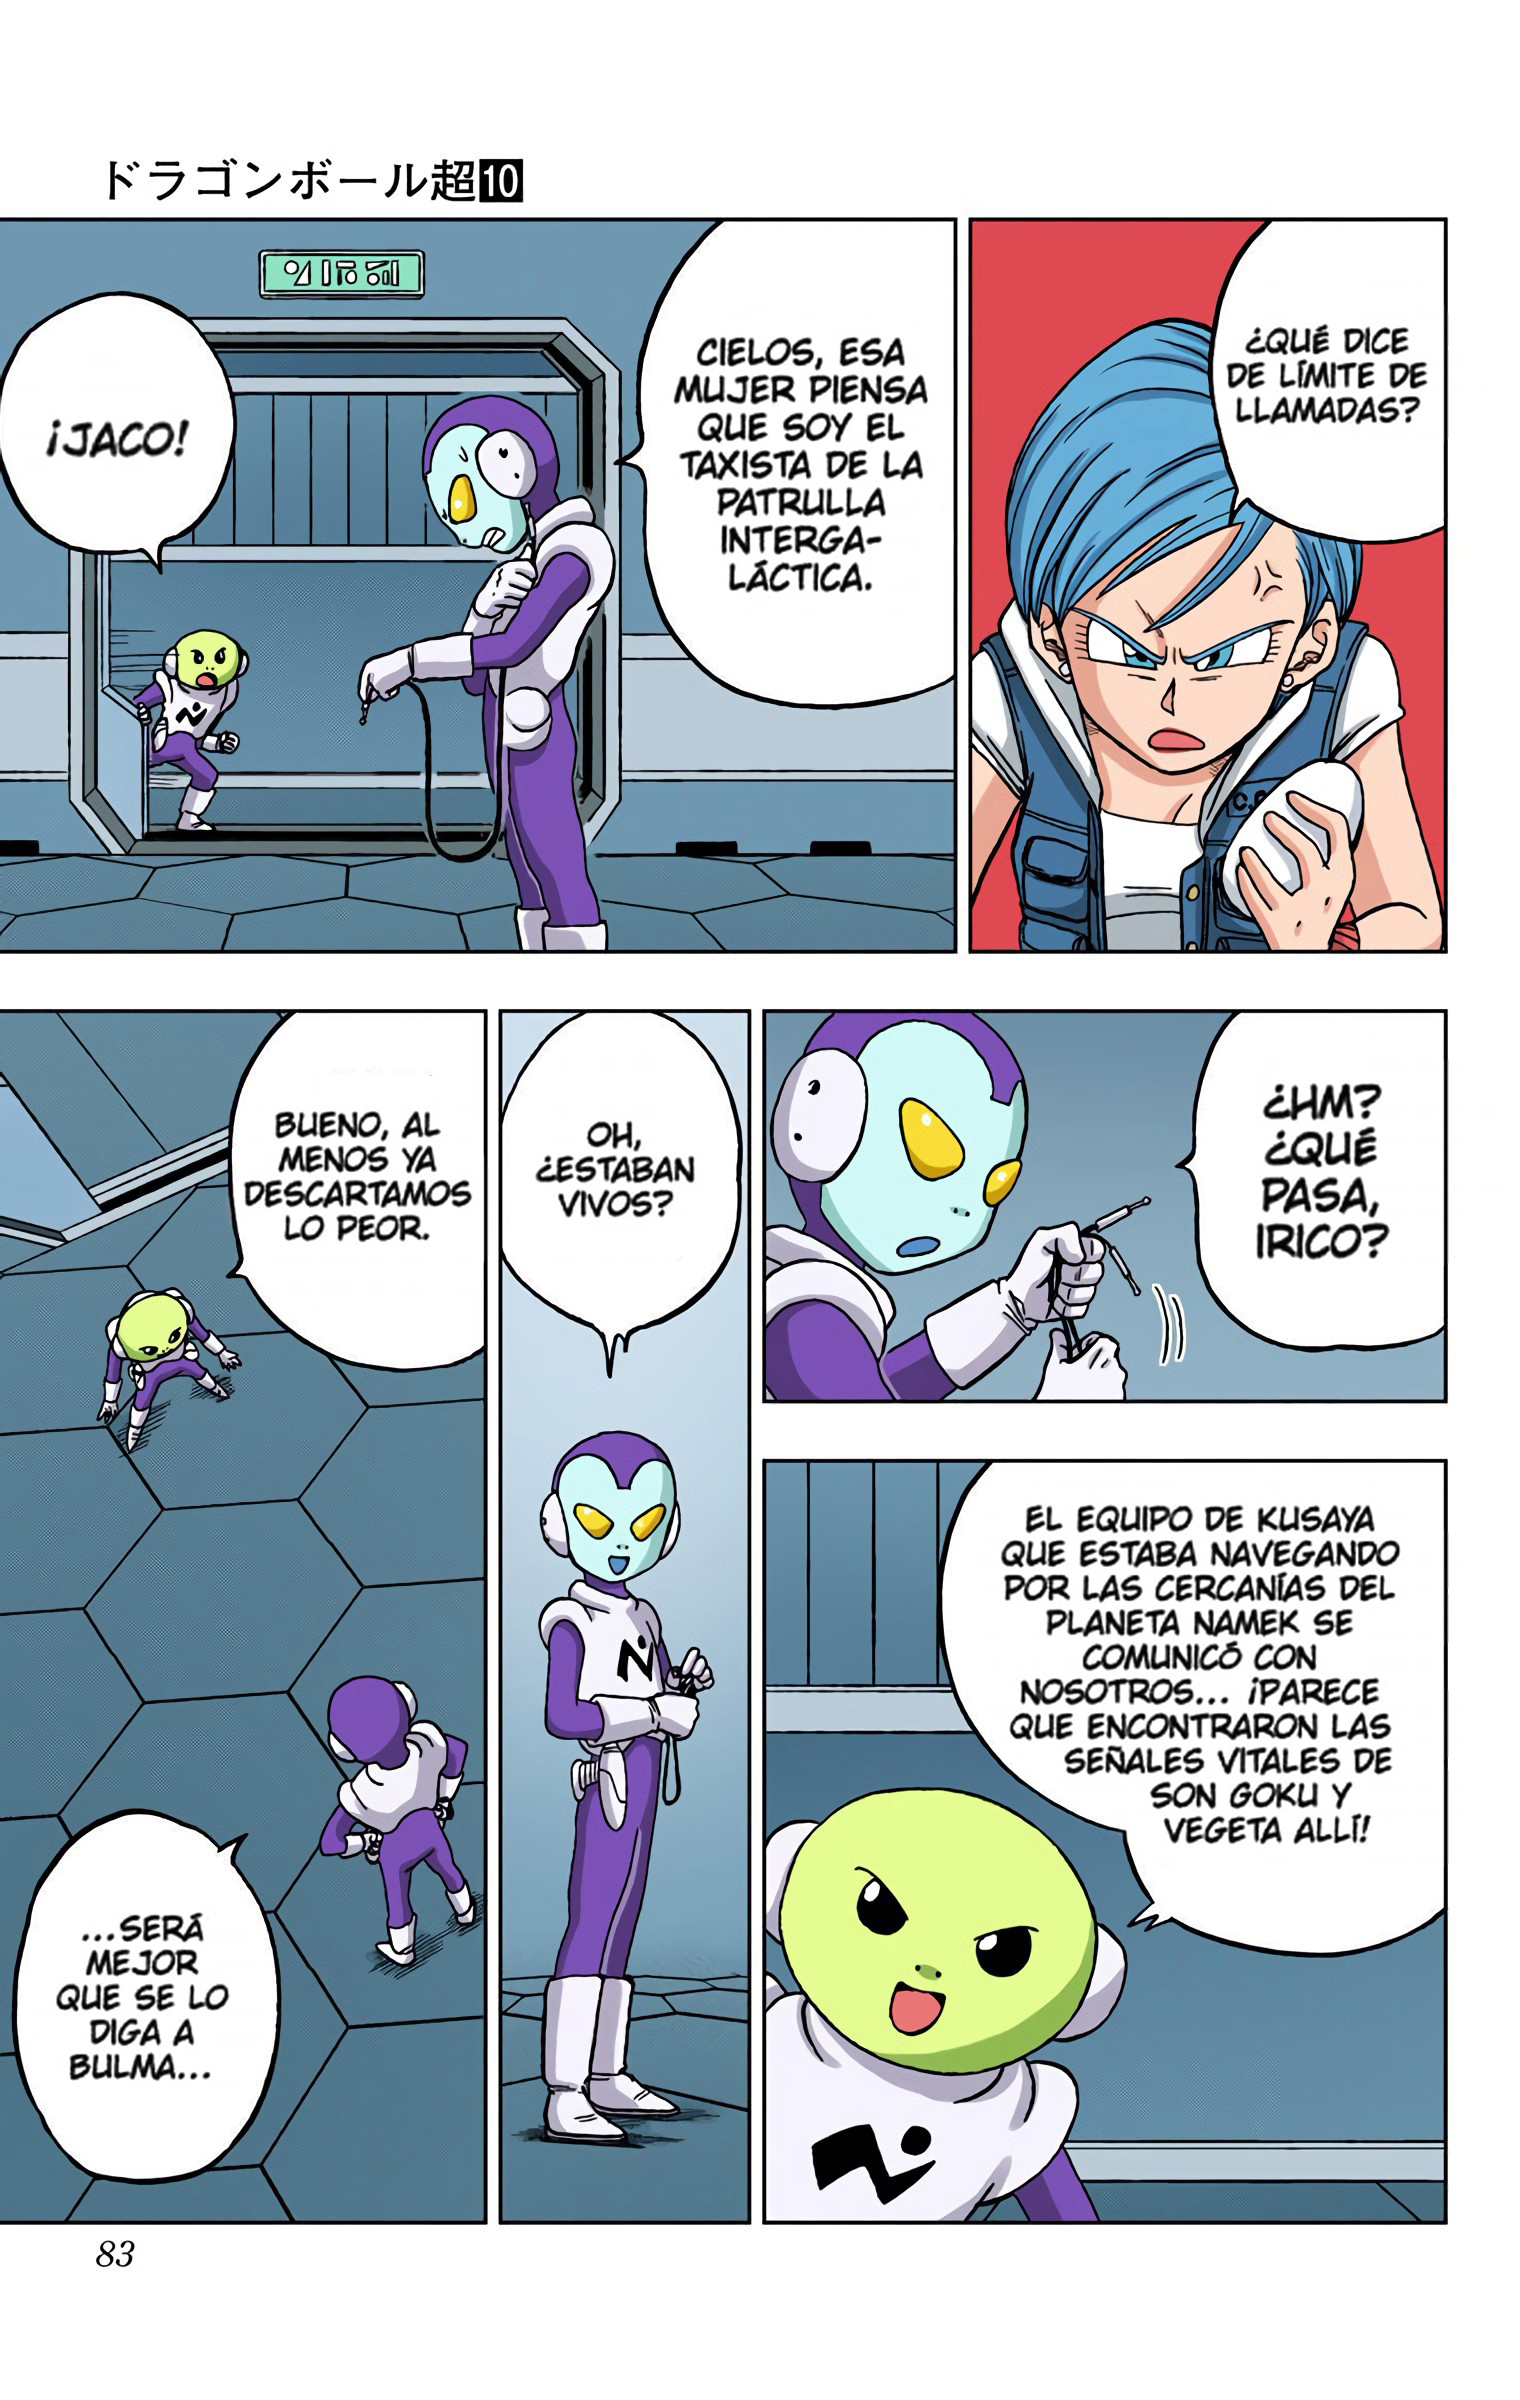 ドラゴンボール超10
¿QUÉ DICE
DE LÍMITE DE
LLAMADAS?
CIELOS, ESA
MUJER PIENSA
QUE SOY EL
TAXISTA DE LA
PATRULLA
INTERGA-
LÁCTICA.
¡JACO!
¿HM?
¿QUÉ
PASA,
IRICO?
EL EQUIPO DE KUSAYA
QUE ESTABA NAVEGANDO
POR LAS CERCANÍAS DEL
PLANETA NAMEK SE
COMUNICÓ CON
NOSOTROS... ¡PARECE
QUE ENCONTRARON LAS
SEÑALES VITALES DE
SON GOKU Y
VEGETA ALLÍ!
OH,
¿ESTABAN
VIVOS?
BUENO, AL
MENOS YA
DESCARTAMOS
LO PEOR.
...SERÁ
MEJOR
QUE SE LO
DIGA A
BULMA...
83